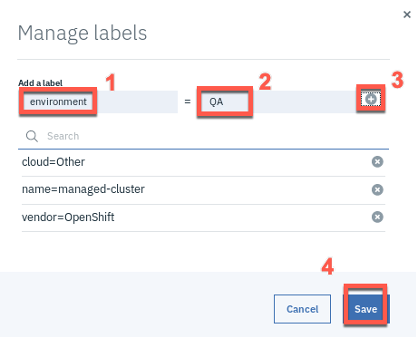 Manage labels
Add a label
1 2 3
environment = QA
Search
cloud=Other
name=managed-cluster
vendor=OpenShift
4
Cancel Save